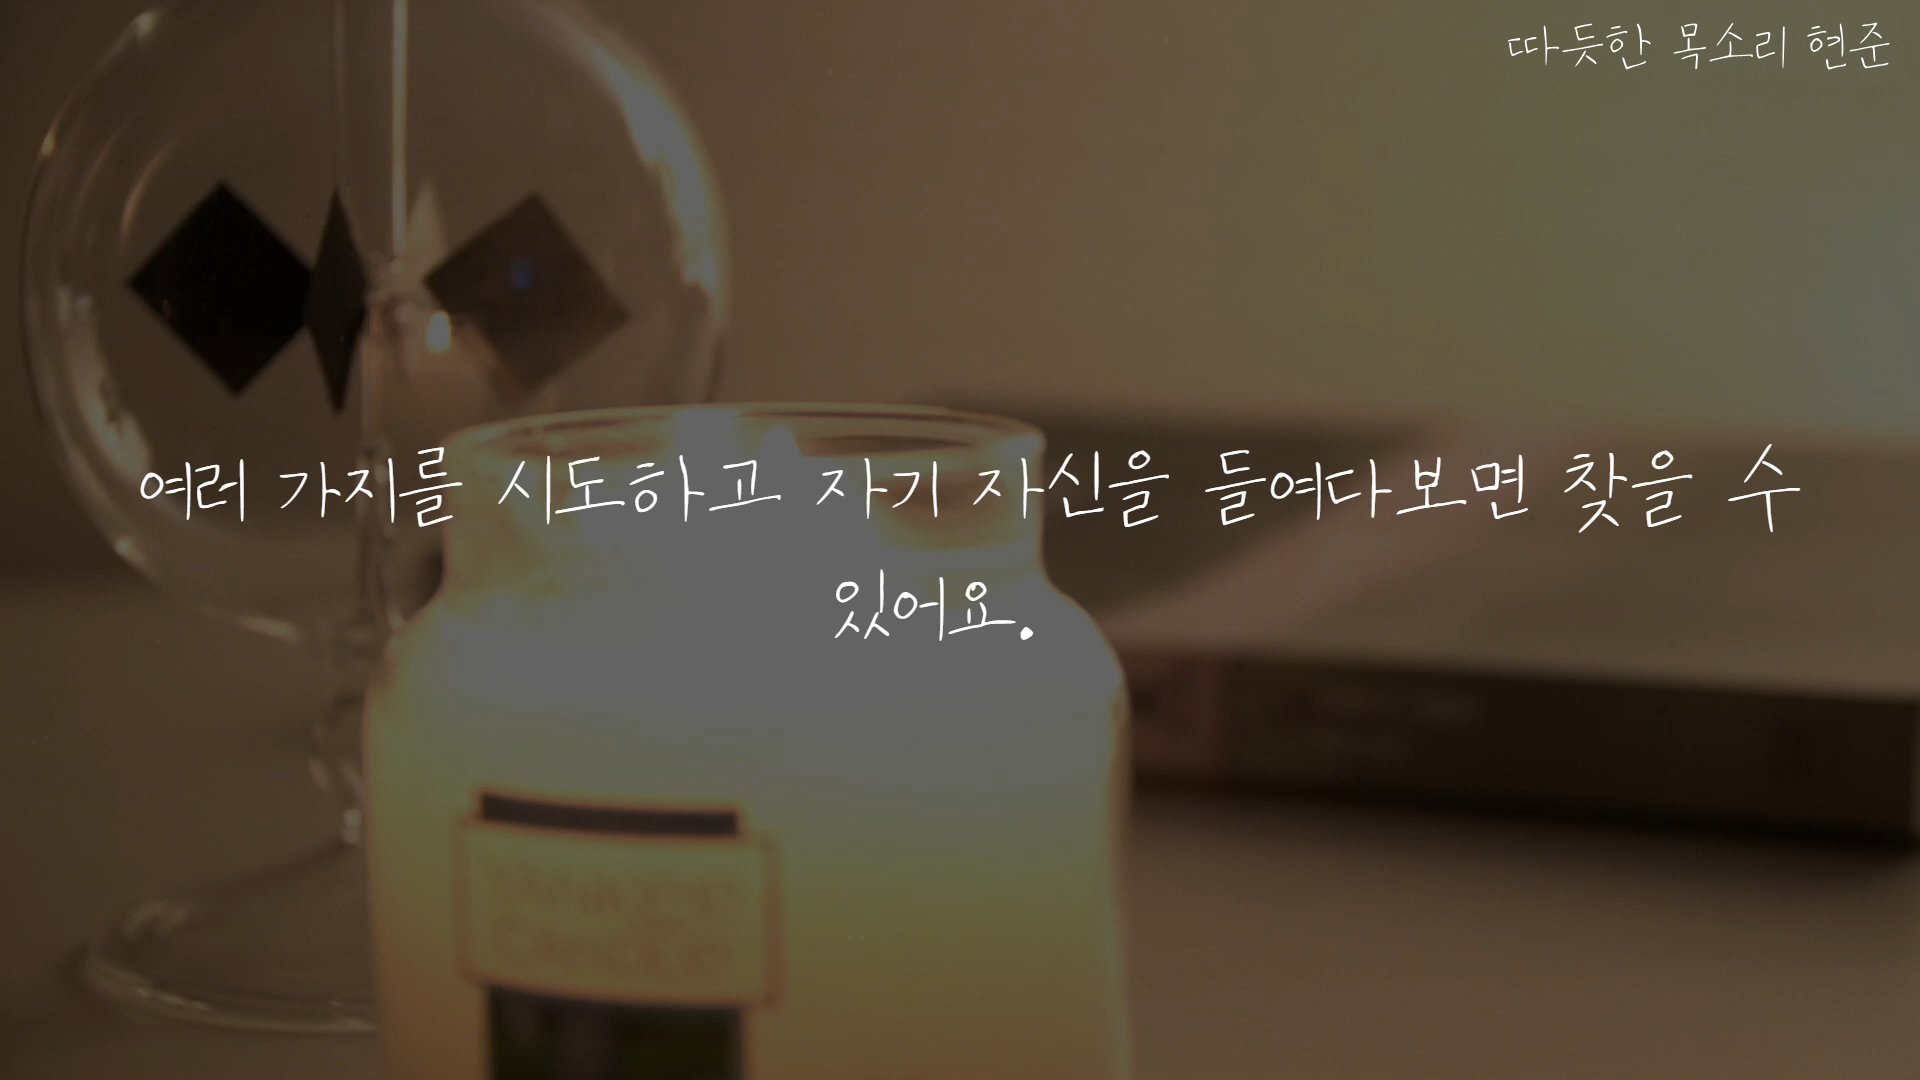 따듯한 목소리 현준
여러 가지를 시도하고 자기 자신을 들여다보면 찾을 수
있어요.